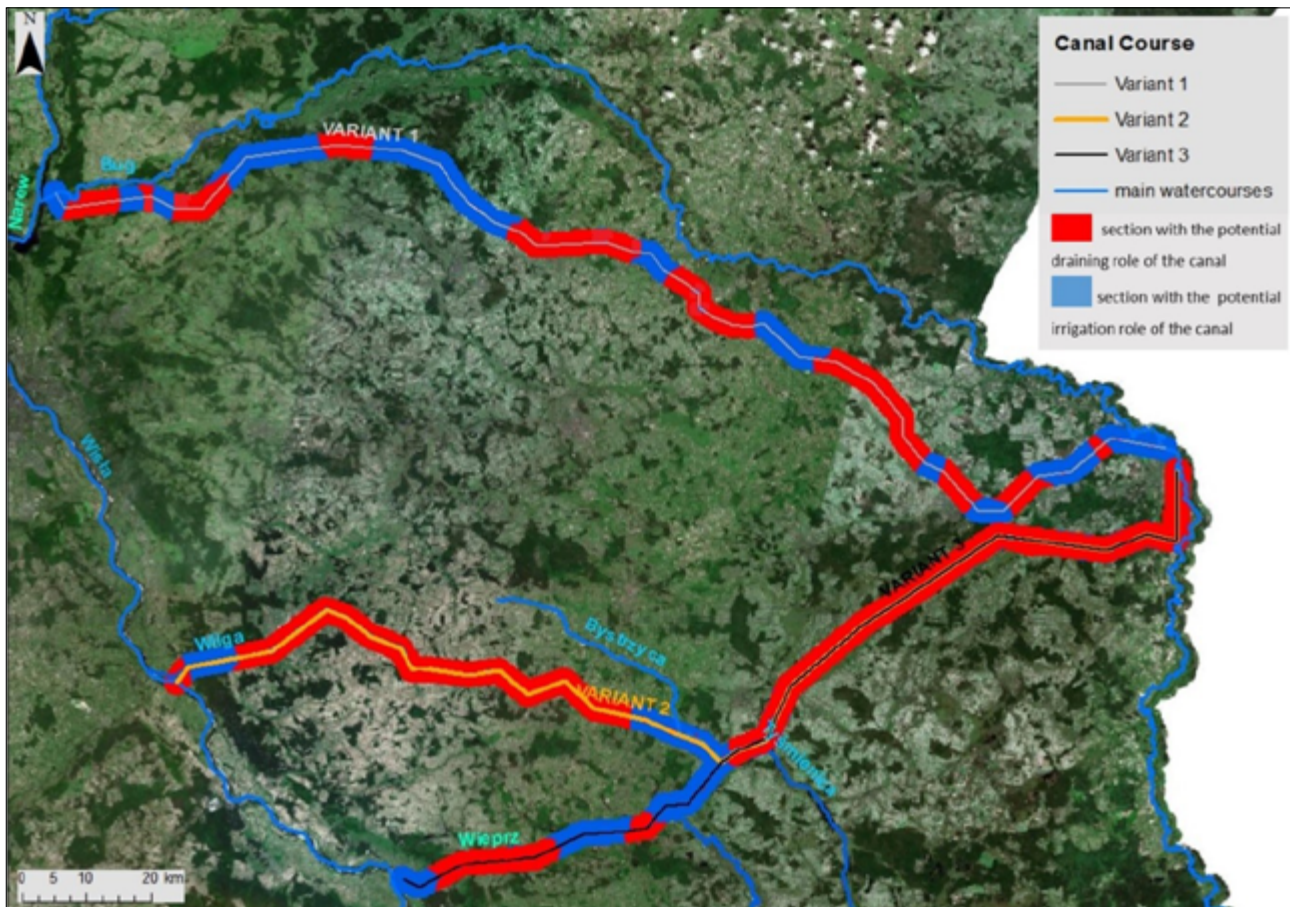 N
Canal Course
Variant 1
Variant 2
Variant 3
main watercourses
section with the potential
draining role of the canal
section with the potential
irrigation role of the canal
VARIANT 1
Bug
Narew
Wisła
Wilga
Bystrzyca
VARIANT 2
VARIANT 3
Wieprz
0 5 10 20 km